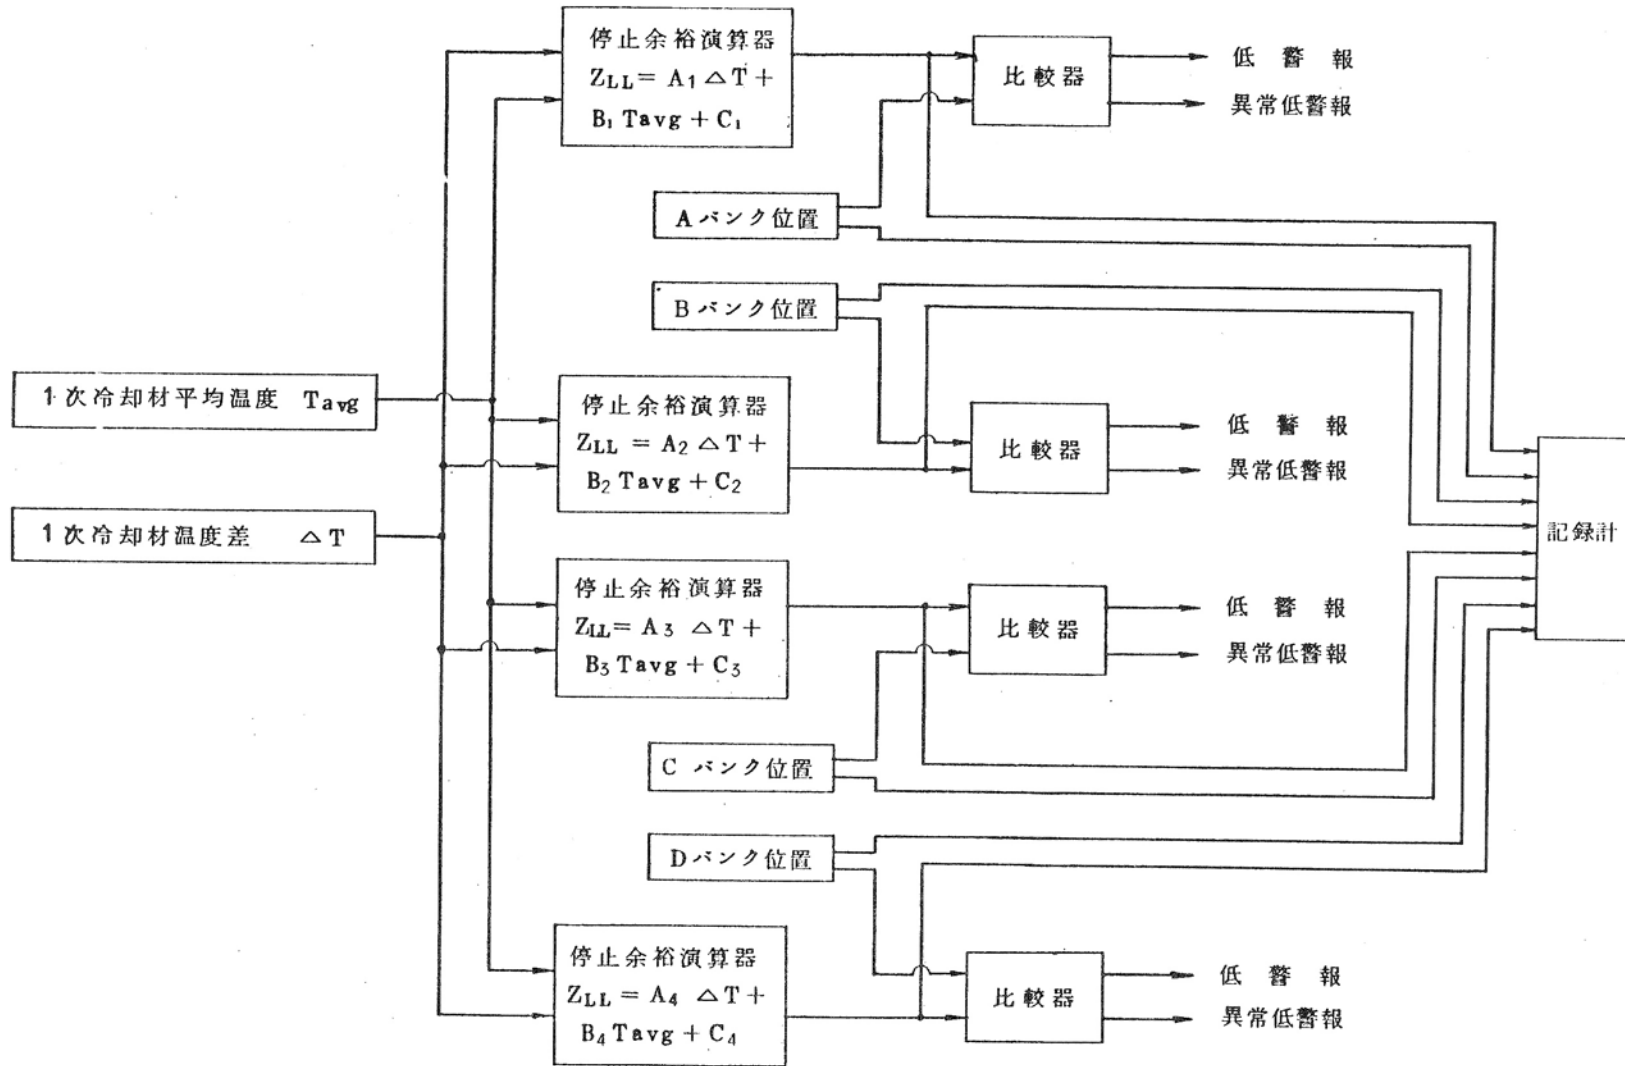 停止余裕演算器
ZLL = A1 △T +
B1 Tavg + C1
比較器
低警報
異常低警報
Aバンク位置
Bバンク位置
1次冷却材平均温度 Tavg
停止余裕演算器
ZLL = A2 △T +
B2 Tavg + C2
比較器
低警報
異常低警報
1次冷却材温度差 △T
記録計
停止余裕演算器
ZLL = A3 △T +
B3 Tavg + C3
比較器
低警報
異常低警報
C バンク位置
Dバンク位置
停止余裕演算器
ZLL = A4 △T +
B4 Tavg + C4
比較器
低警報
異常低警報